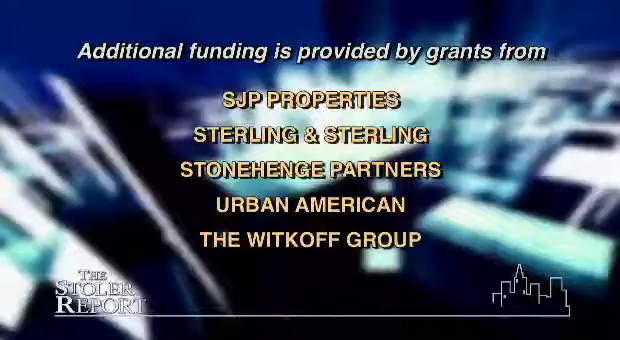 Additional funding is provided by grants from
SJP PROPERTIES
STERLING & STERLING
STONEHENGE PARTNERS
URBAN AMERICAN
THE WITKOFF GROUP
THE
STOLER
REPORT